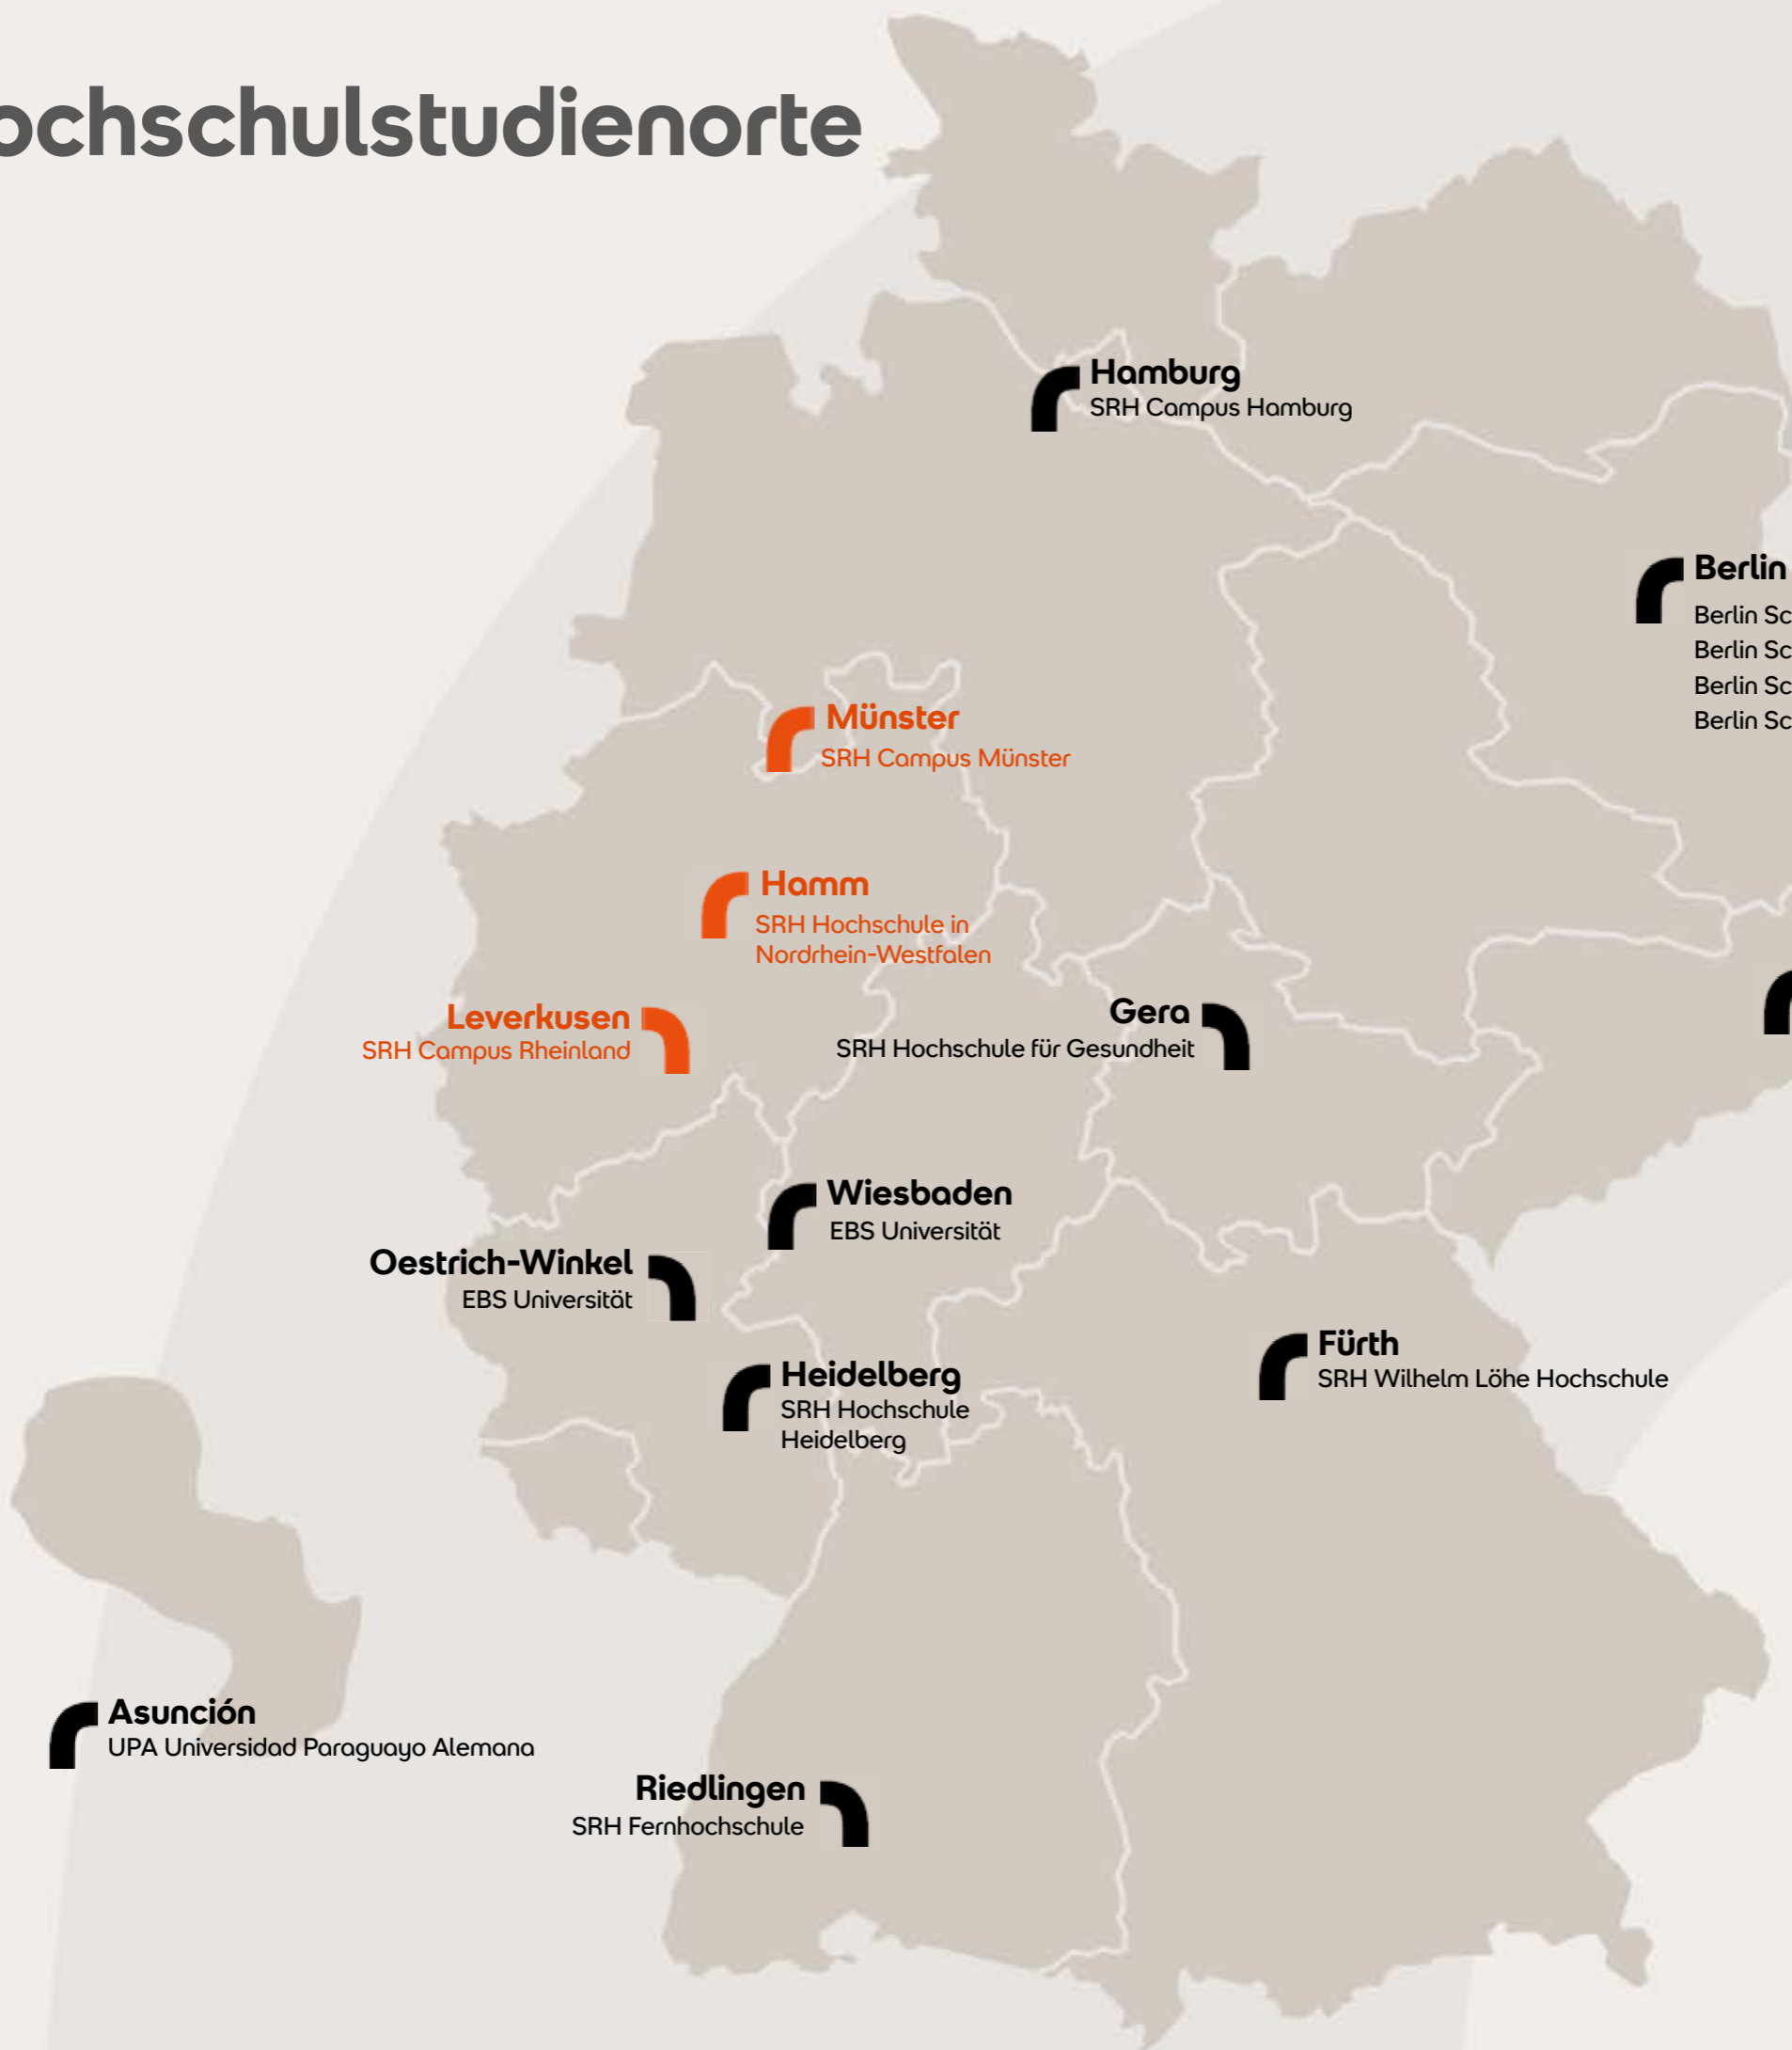 ochschulstudienorte
Hamburg
SRH Campus Hamburg
Berlin
Berlin Sc
Berlin Sc
Berlin Sc
Berlin Sc
Münster
SRH Campus Münster
Hamm
SRH Hochschule in
Nordrhein-Westfalen
Leverkusen
SRH Campus Rheinland
Gera
SRH Hochschule für Gesundheit
Wiesbaden
EBS Universität
Oestrich-Winkel
EBS Universität
Fürth
SRH Wilhelm Löhe Hochschule
Heidelberg
SRH Hochschule
Heidelberg
Asunción
UPA Universidad Paraguayo Alemana
Riedlingen
SRH Fernhochschule